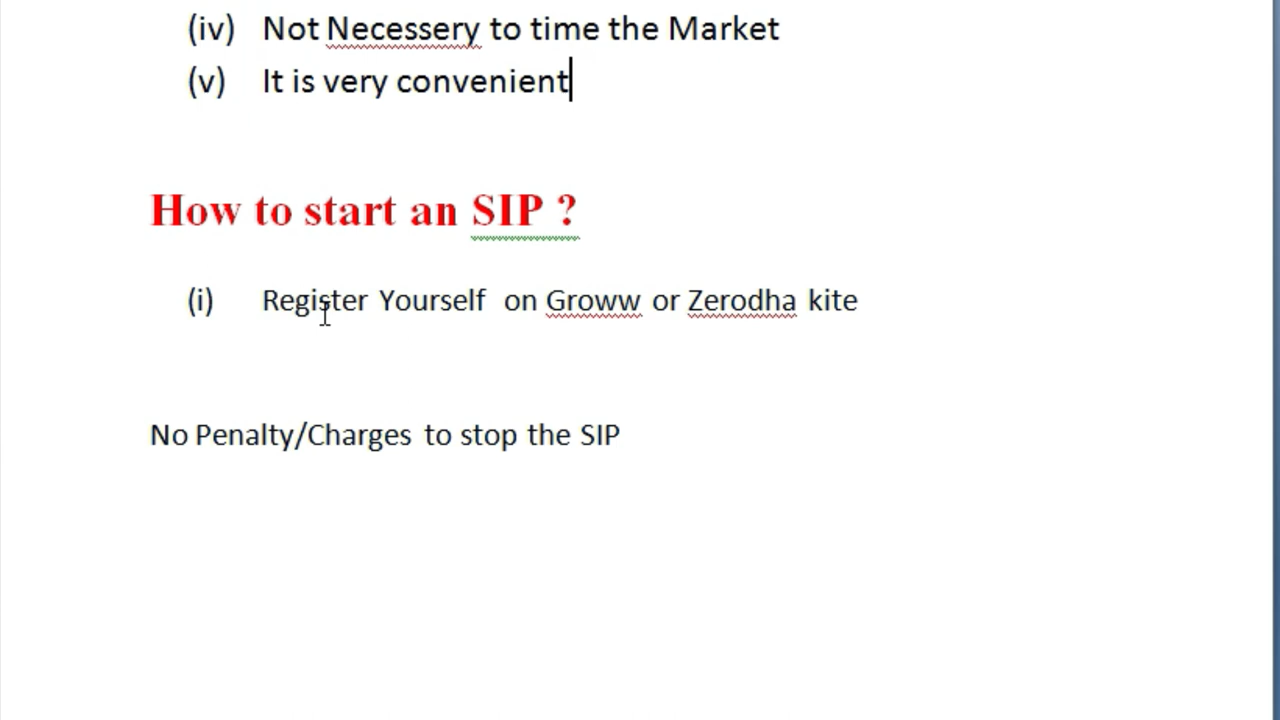 (iv) Not Necessery to time the Market
(v) It is very convenient
How to start an SIP ?
(i) Register Yourself on Groww or Zerodha kite
No Penalty/Charges to stop the SIP